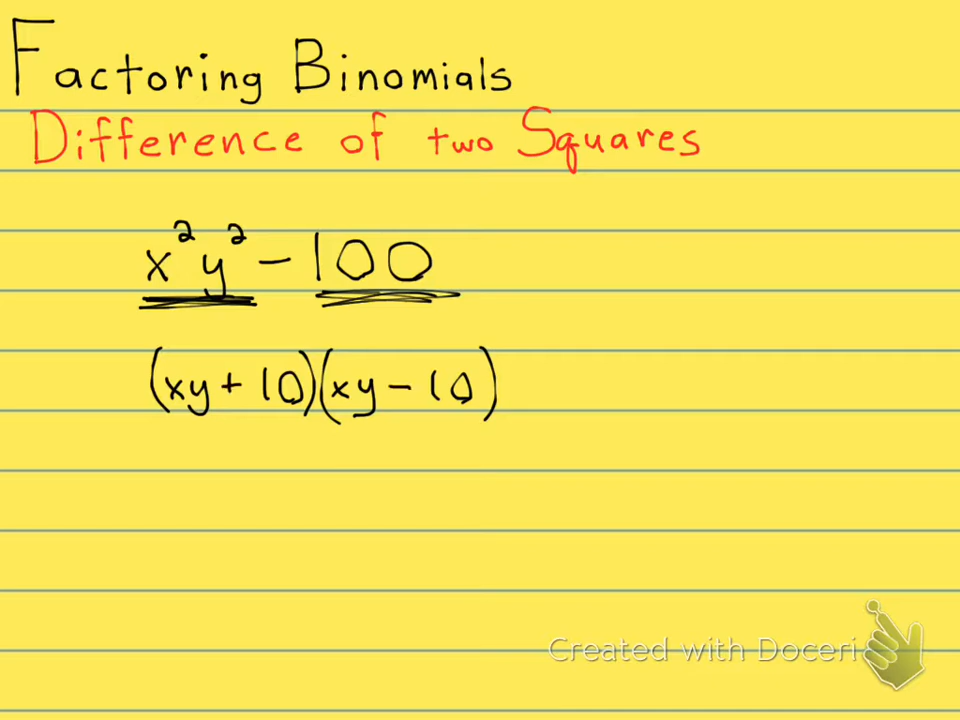 Factoring Binomials
Difference of two Squares
x²y² - 100
(xy + 10)(xy - 10)
Created with Doceri